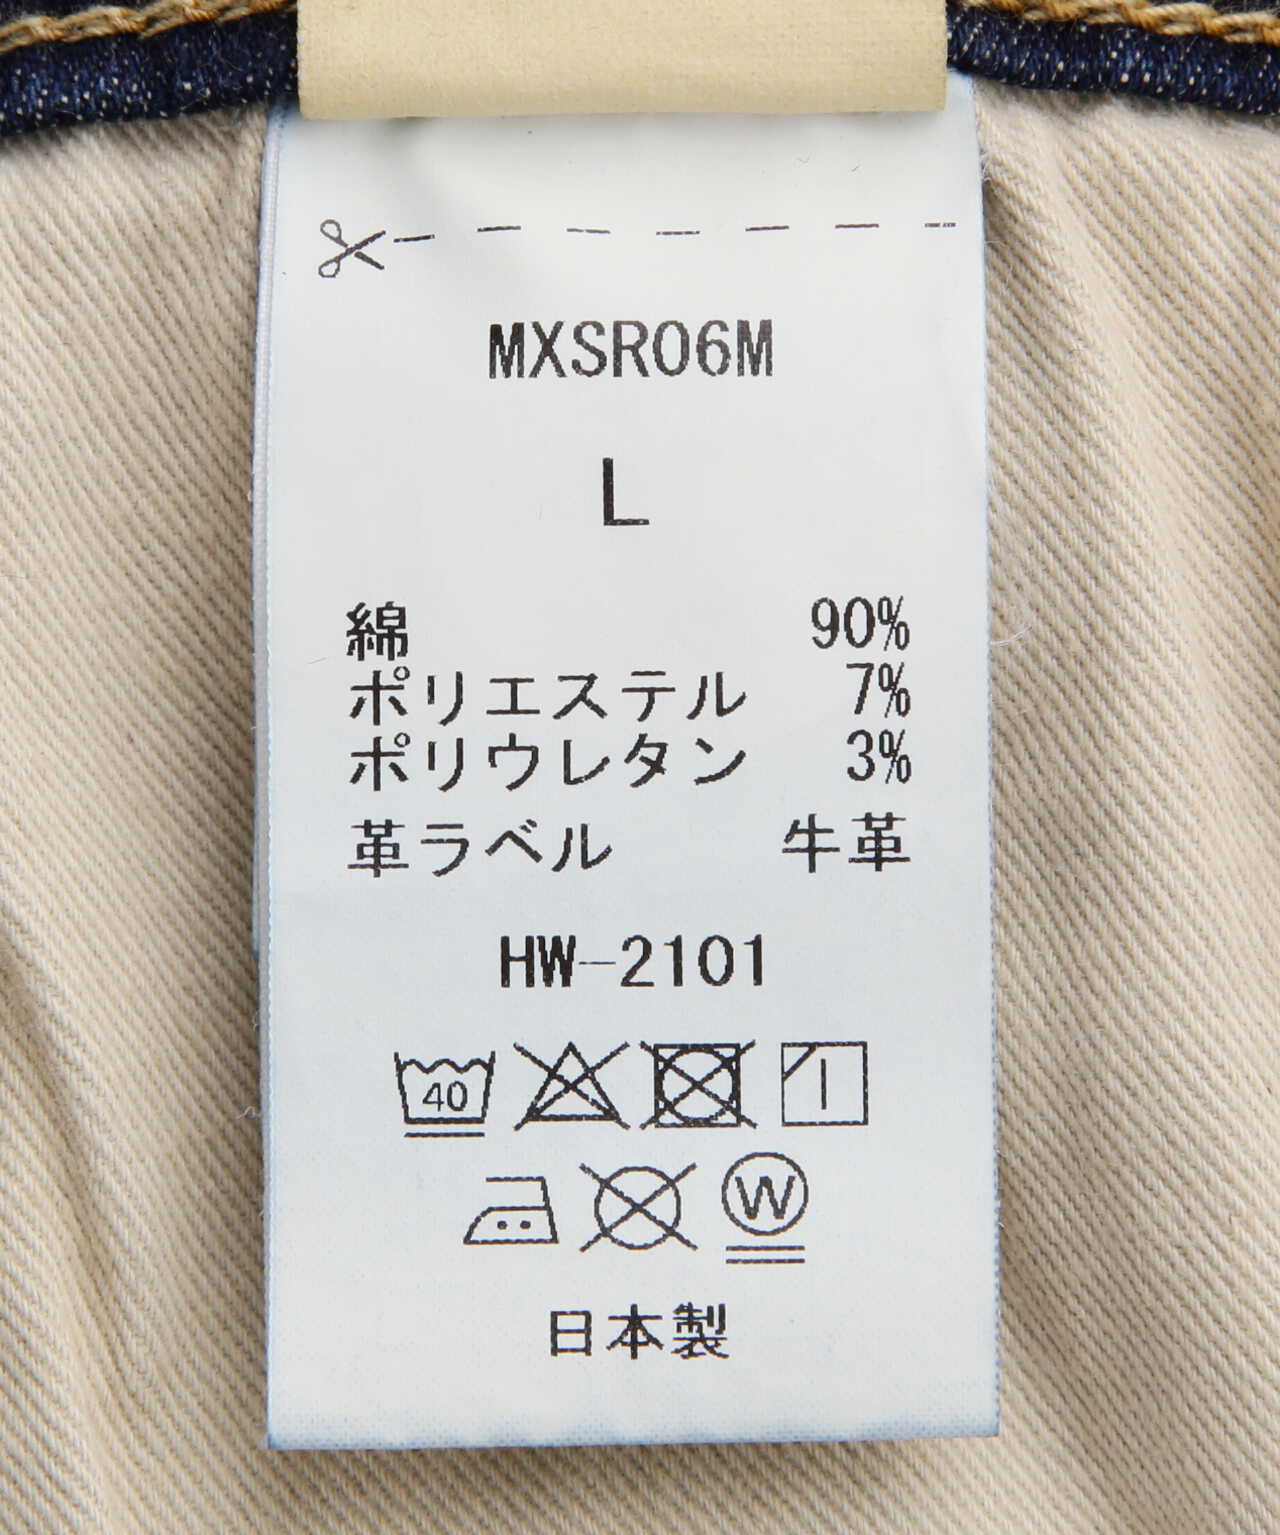 MXSR06M
L
綿 90%
ポリエステル 7%
ポリウレタン 3%
革ラベル 牛革
HW-2101
40
W
日本製